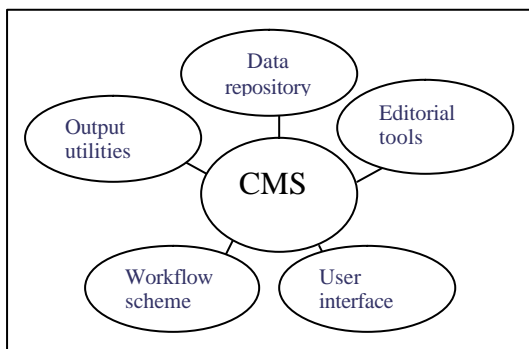 Data
repository
Editorial
tools
Output
utilities
CMS
Workflow
scheme
User
interface